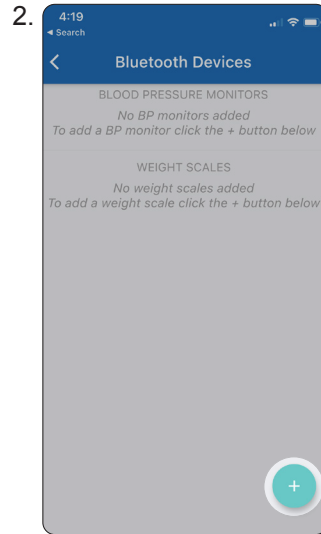 2.
4:19
◄ Search
Bluetooth Devices
BLOOD PRESSURE MONITORS
No BP monitors added
To add a BP monitor click the + button below
WEIGHT SCALES
No weight scales added
To add a weight scale click the + button below
+